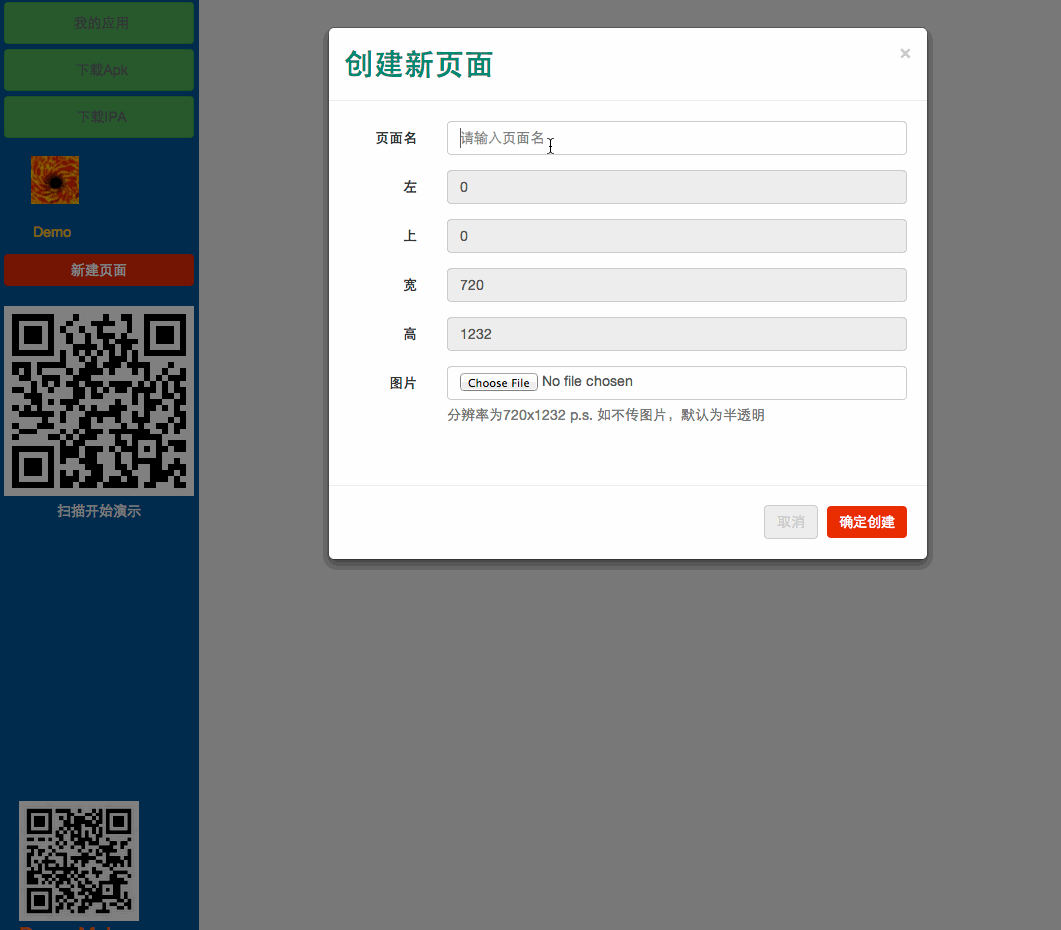 我的应用
下载Apk
下载IPA
Demo
新建页面
扫描开始演示
创建新页面
×
页面名 请输入页面名
左 0
上 0
宽 720
高 1232
图片 Choose File No file chosen
分辨率为720x1232 p.s. 如不传图片，默认为半透明
取消 确定创建